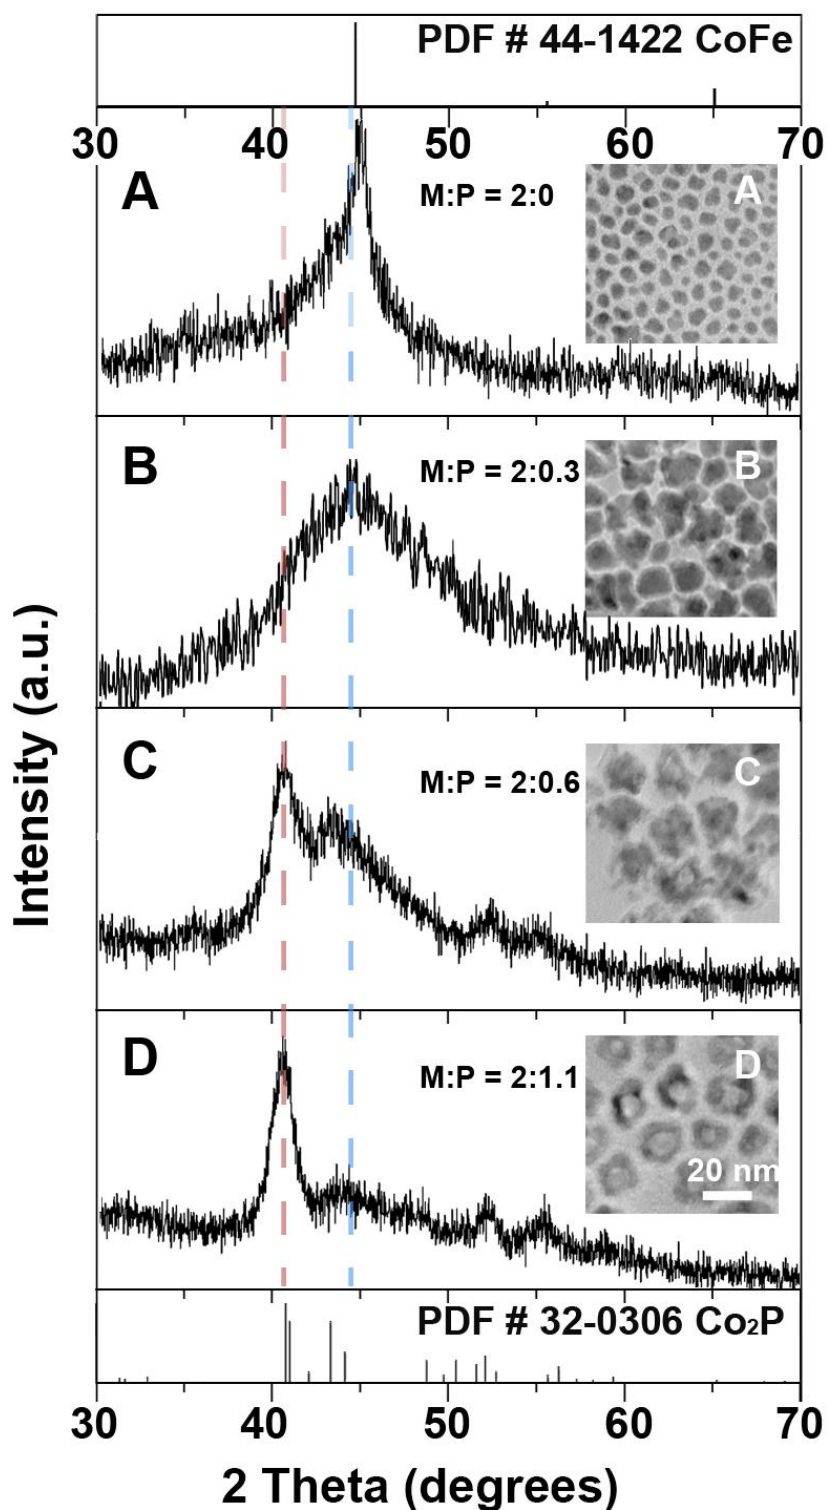 PDF # 44-1422 CoFe
30 40 50 60 70
A M:P = 2:0 A
B M:P = 2:0.3 B
C M:P = 2:0.6 C
D M:P = 2:1.1 D
20 nm
Intensity (a.u.)
PDF # 32-0306 Co₂P
30 40 50 60 70
2 Theta (degrees)